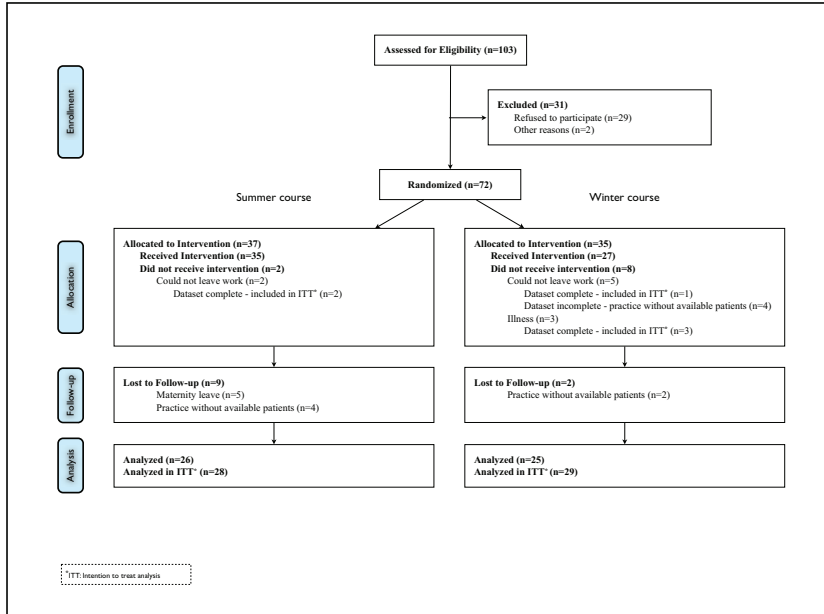 Assessed for Eligibility (n=103)
Enrollment
Excluded (n=31)
Refused to participate (n=29)
Other reasons (n=2)
Randomized (n=72)
Summer course
Winter course
Allocation
Allocated to Intervention (n=37)
Received Intervention (n=35)
Did not receive intervention (n=2)
Could not leave work (n=2)
Dataset complete - included in ITT* (n=2)
Allocated to Intervention (n=35)
Received Intervention (n=27)
Did not receive intervention (n=8)
Could not leave work (n=5)
Dataset complete - included in ITT* (n=1)
Dataset incomplete - practice without available patients (n=4)
Illness (n=3)
Dataset complete - included in ITT* (n=3)
Follow-up
Lost to Follow-up (n=9)
Maternity leave (n=5)
Practice without available patients (n=4)
Lost to Follow-up (n=2)
Practice without available patients (n=2)
Analysis
Analyzed (n=26)
Analyzed in ITT* (n=28)
Analyzed (n=25)
Analyzed in ITT* (n=29)
*ITT: Intention to treat analysis